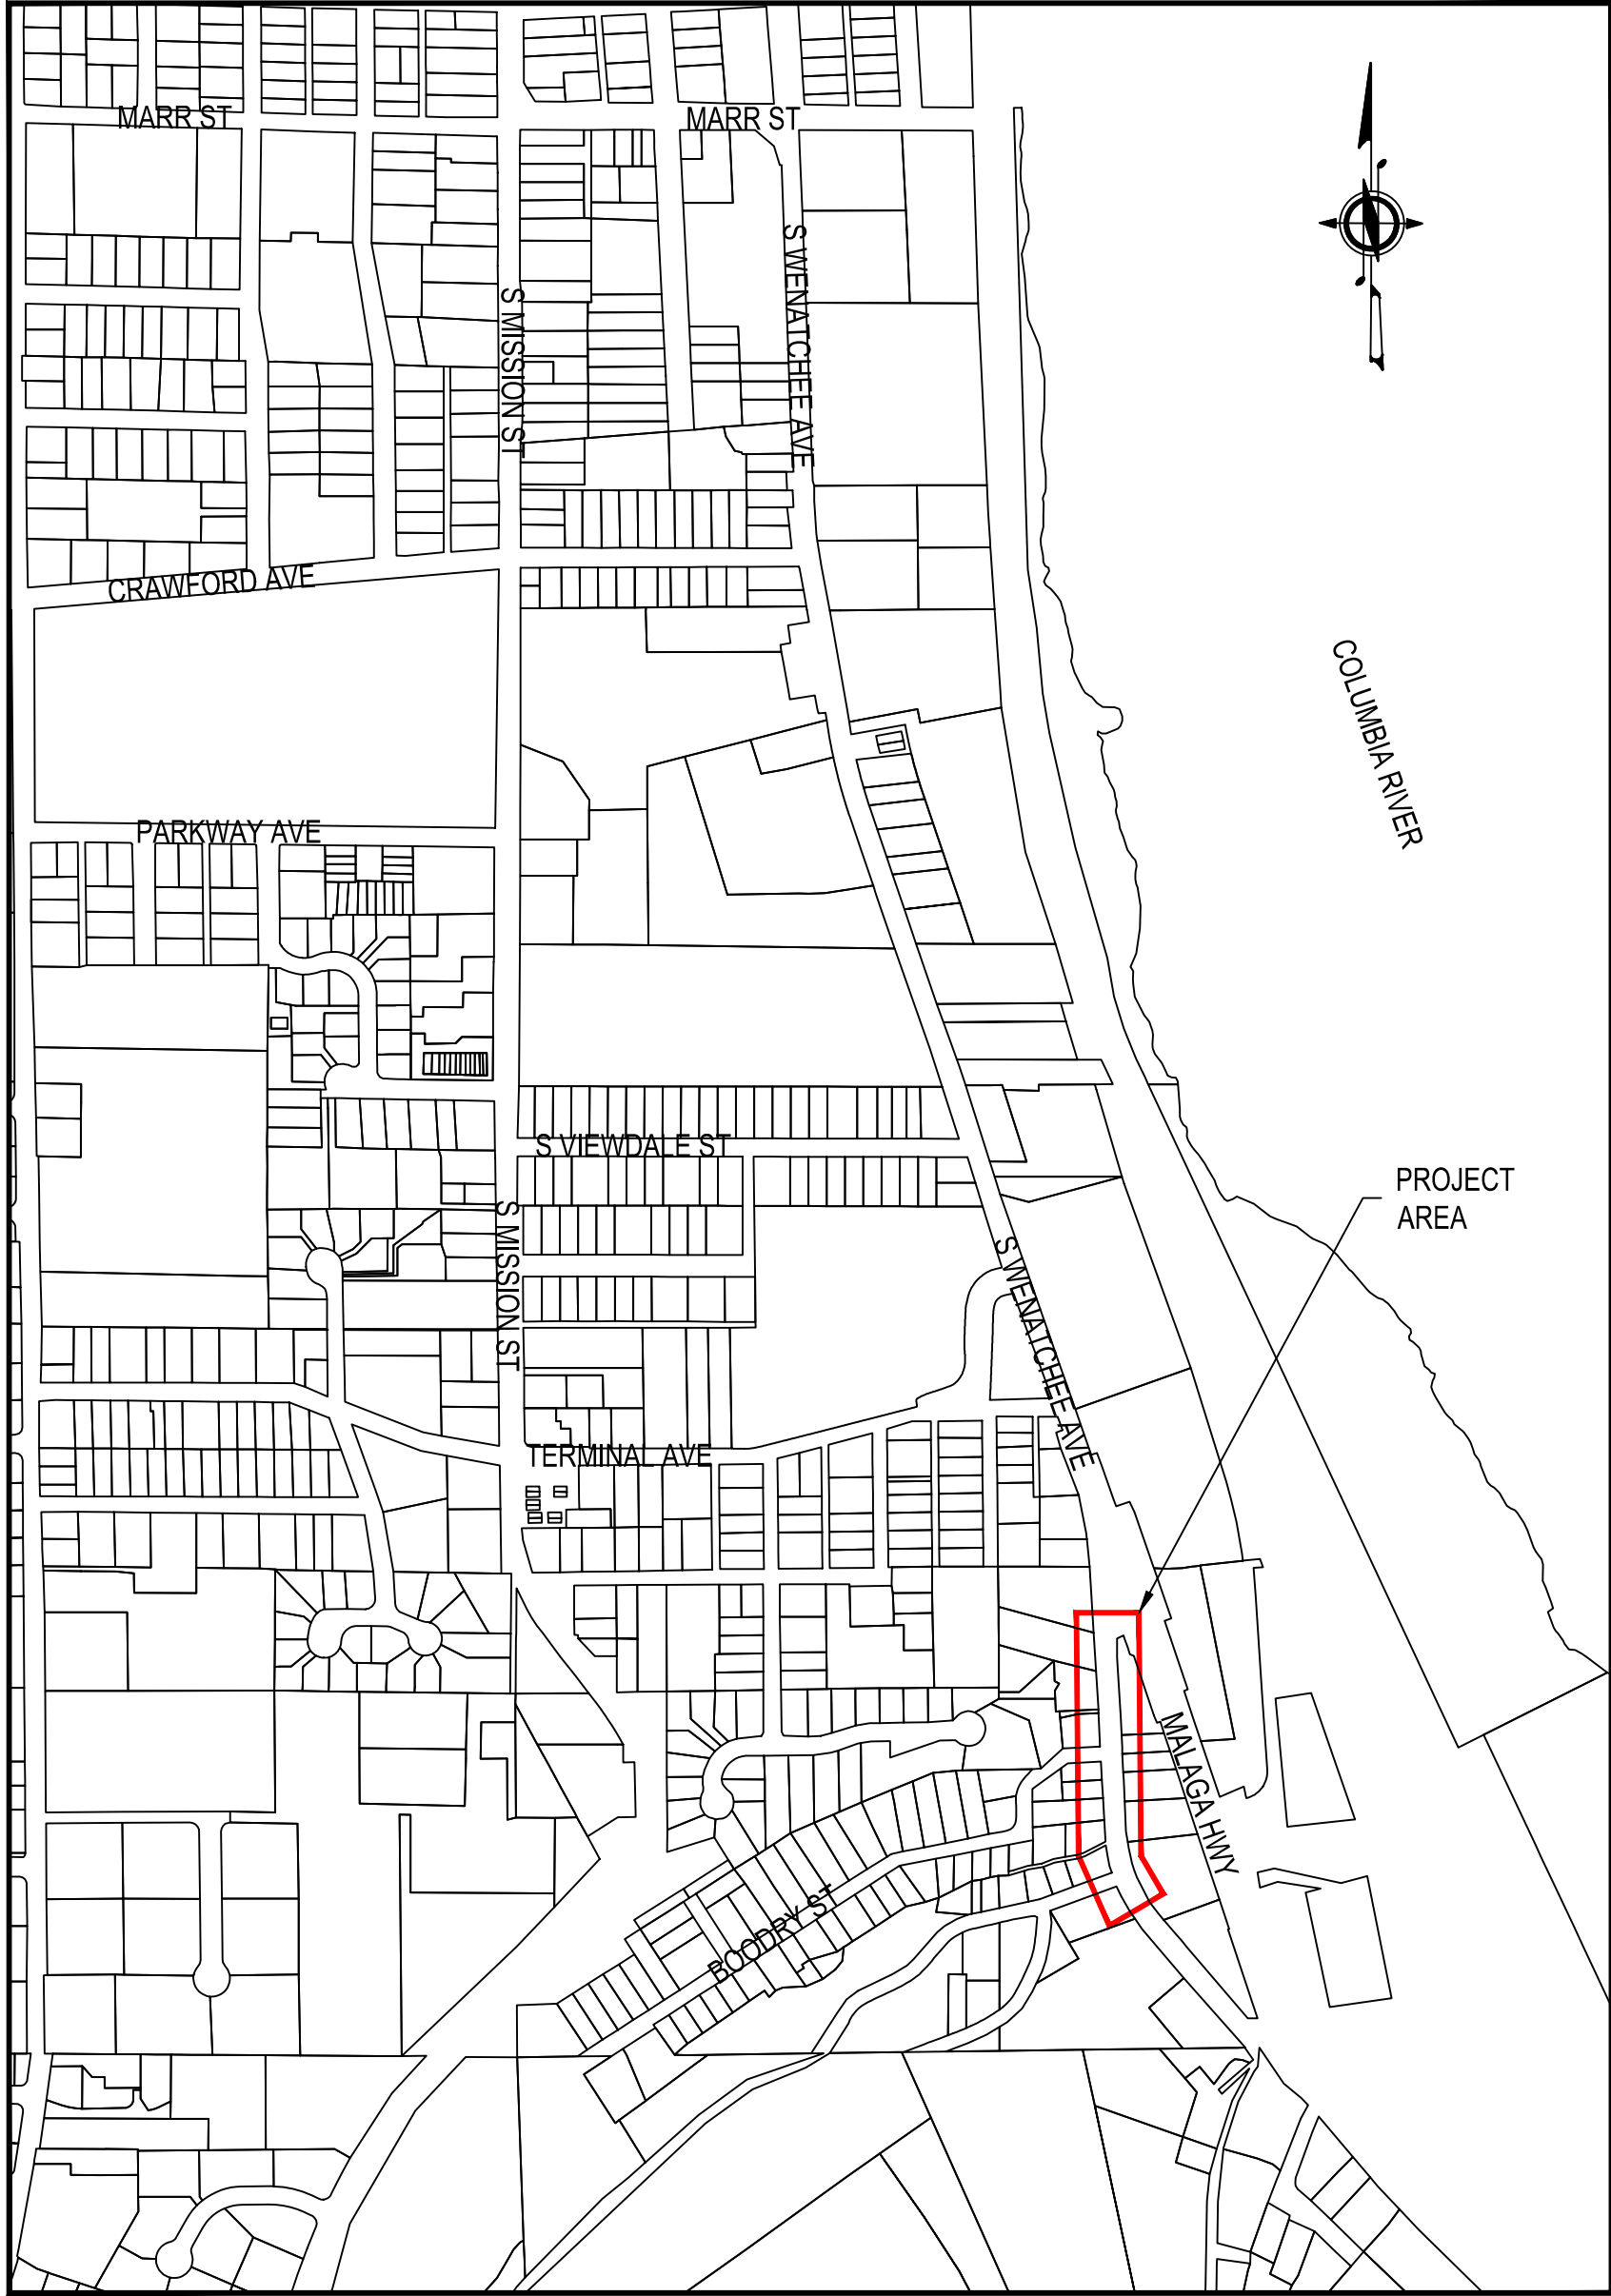 MARR ST
MARR ST
S WENATCHEE AVE
S MISSION ST
CRAWFORD AVE
COLUMBIA RIVER
PARKWAY AVE
S VIEWDALE ST
PROJECT
AREA
S MISSION ST
S WENATCHEE AVE
TERMINAL AVE
MALAGA HWY
BOODRY ST